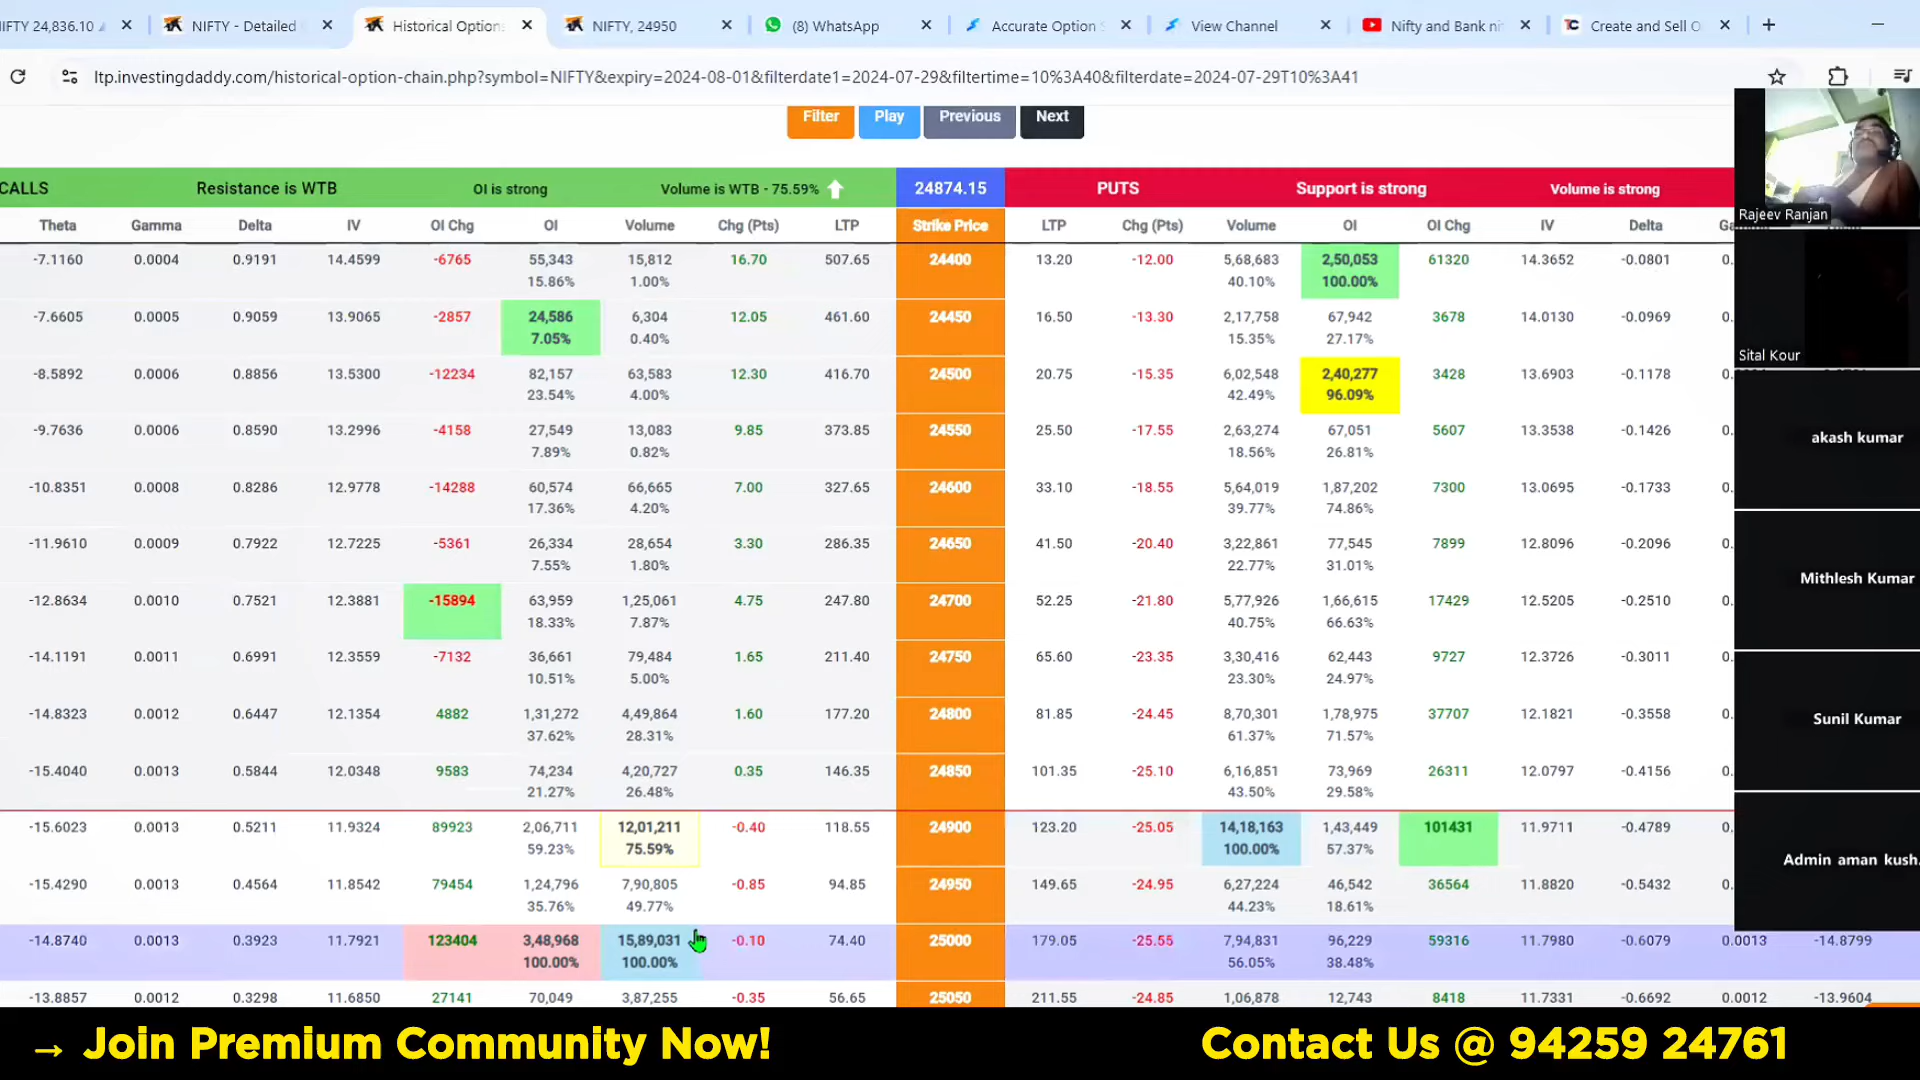 IFTY 24,836.10
NIFTY - Detailed
Historical Option
NIFTY, 24950
(8) WhatsApp
Accurate Option S
View Channel
Nifty and Bank ni
Create and Sell O
ltp.investingdaddy.com/historical-option-chain.php?symbol=NIFTY&expiry=2024-08-01&filterdate1=2024-07-29&filtertime=10%3A40&filterdate=2024-07-29T10%3A41
Filter Play Previous Next
CALLS Resistance is WTB OI is strong Volume is WTB - 75.59% 24874.15 PUTS Support is strong Volume is strong
Theta Gamma Delta IV OI Chg OI Volume Chg (Pts) LTP Strike Price LTP Chg (Pts) Volume OI OI Chg IV Delta
-7.1160 0.0004 0.9191 14.4599 -6765 55,343 15,812 16.70 507.65 24400 13.20 -12.00 5,68,683 2,50,053 61320 14.3652 -0.0801 0.
15.86% 1.00% 40.10% 100.00%
-7.6605 0.0005 0.9059 13.9065 -2857 24,586 6,304 12.05 461.60 24450 16.50 -13.30 2,17,758 67,942 3678 14.0130 -0.0969 0.
7.05% 0.40% 15.35% 27.17%
-8.5892 0.0006 0.8856 13.5300 -12234 82,157 63,583 12.30 416.70 24500 20.75 -15.35 6,02,548 2,40,277 3428 13.6903 -0.1178 0.
23.54% 4.00% 42.49% 96.09%
-9.7636 0.0006 0.8590 13.2996 -4158 27,549 13,083 9.85 373.85 24550 25.50 -17.55 2,63,274 67,051 5607 13.3538 -0.1426 0.
7.89% 0.82% 18.56% 26.81%
-10.8351 0.0008 0.8286 12.9778 -14288 60,574 66,665 7.00 327.65 24600 33.10 -18.55 5,64,019 1,87,202 7300 13.0695 -0.1733 0.
17.36% 4.20% 39.77% 74.86%
-11.9610 0.0009 0.7922 12.7225 -5361 26,334 28,654 3.30 286.35 24650 41.50 -20.40 3,22,861 77,545 7899 12.8096 -0.2096 0.
7.55% 1.80% 22.77% 31.01%
-12.8634 0.0010 0.7521 12.3881 -15894 63,959 1,25,061 4.75 247.80 24700 52.25 -21.80 5,77,926 1,66,615 17429 12.5205 -0.2510 0.
18.33% 7.87% 40.75% 66.63%
-14.1191 0.0011 0.6991 12.3559 -7132 36,661 79,484 1.65 211.40 24750 65.60 -23.35 3,30,416 62,443 9727 12.3726 -0.3011 0.
10.51% 5.00% 23.30% 24.97%
-14.8323 0.0012 0.6447 12.1354 4882 1,31,272 4,49,864 1.60 177.20 24800 81.85 -24.45 8,70,301 1,78,975 37707 12.1821 -0.3558 0.
37.62% 28.31% 61.37% 71.57%
-15.4040 0.0013 0.5844 12.0348 9583 74,234 4,20,727 0.35 146.35 24850 101.35 -25.10 6,16,851 73,969 26311 12.0797 -0.4156 0.
21.27% 26.48% 43.50% 29.58%
-15.6023 0.0013 0.5211 11.9324 89923 2,06,711 12,01,211 -0.40 118.55 24900 123.20 -25.05 14,18,163 1,43,449 101431 11.9711 -0.4789 0.
59.23% 75.59% 100.00% 57.37%
-15.4290 0.0013 0.4564 11.8542 79454 1,24,796 7,90,805 -0.85 94.85 24950 149.65 -24.95 6,27,224 46,542 36564 11.8820 -0.5432 0.
35.76% 49.77% 44.23% 18.61%
-14.8740 0.0013 0.3923 11.7921 123404 3,48,968 15,89,031 -0.10 74.40 25000 179.05 -25.55 7,94,831 96,229 59316 11.7980 -0.6079 0.0013 -14.8799
100.00% 100.00% 56.05% 38.48%
-13.8857 0.0012 0.3298 11.6850 27141 70,049 3,87,255 -0.35 56.65 25050 211.55 -24.85 1,06,878 12,743 8418 11.7331 -0.6692 0.0012 -13.9604
Rajeev Ranjan
Sital Kour
akash kumar
Mithlesh Kumar
Sunil Kumar
Admin aman kush.
→ Join Premium Community Now!
Contact Us @ 94259 24761